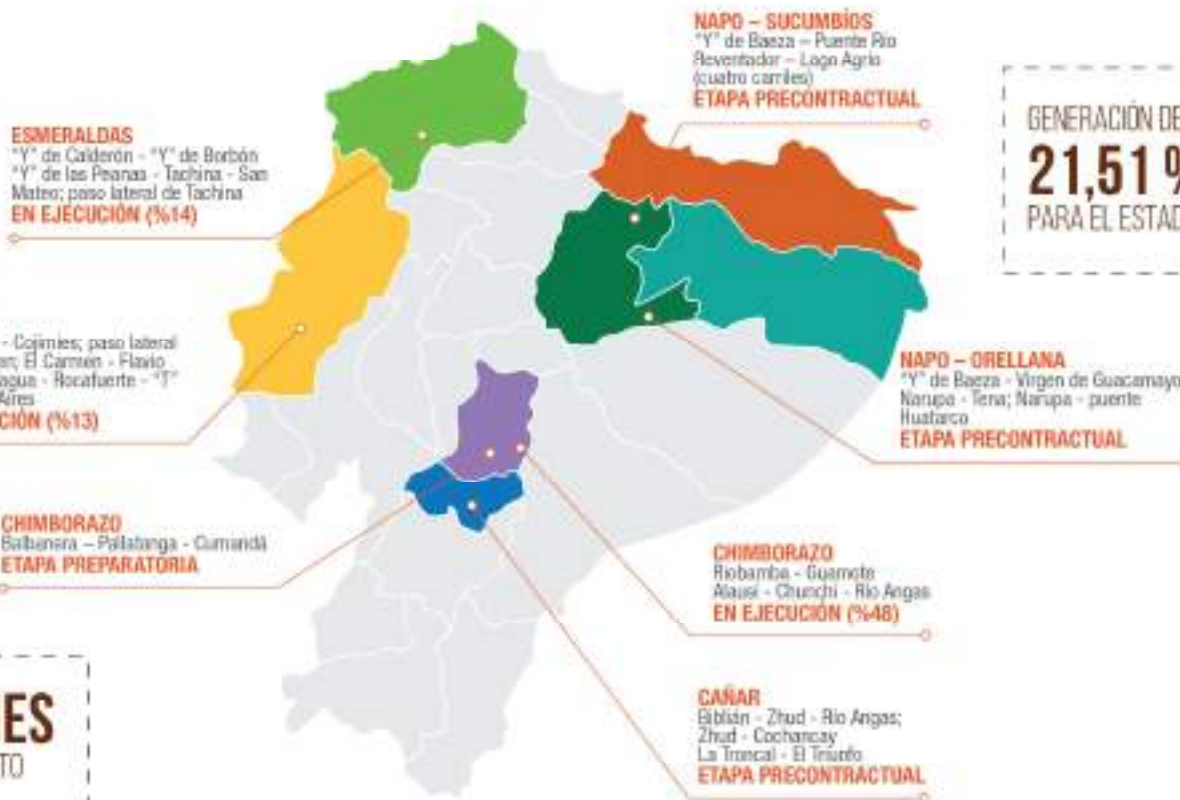 NAPO – SUCUMBÍOS
"Y" de Baeza – Puente Río
Reventador – Lago Agrio
(cuatro carriles)
ETAPA PRECONTRACTUAL
GENERACIÓN DE
21,51 %
PARA EL ESTAD
ESMERALDAS
"Y" de Calderón - "Y" de Borbón
"Y" de las Peanas - Tachina - San
Mateo; paso lateral de Tachina
EN EJECUCIÓN (%14)
- Cojimíes; paso lateral
en; El Carmen - Flavio
agua - Rocafuerte - "T"
Aires
CIÓN (%13)
NAPO – ORELLANA
"Y" de Baeza - Virgen de Guacamayo
Narupa - Tena; Narupa - puente
Huataraco
ETAPA PRECONTRACTUAL
CHIMBORAZO
Balbanera – Pallatanga - Cumandá
ETAPA PREPARATORIA
CHIMBORAZO
Riobamba - Guamote
Alausí - Chunchi - Río Angas
EN EJECUCIÓN (%48)
CAÑAR
Biblián - Zhud - Río Angas;
Zhud - Cochancay
La Troncal - El Triunfo
ETAPA PRECONTRACTUAL
ES
TO